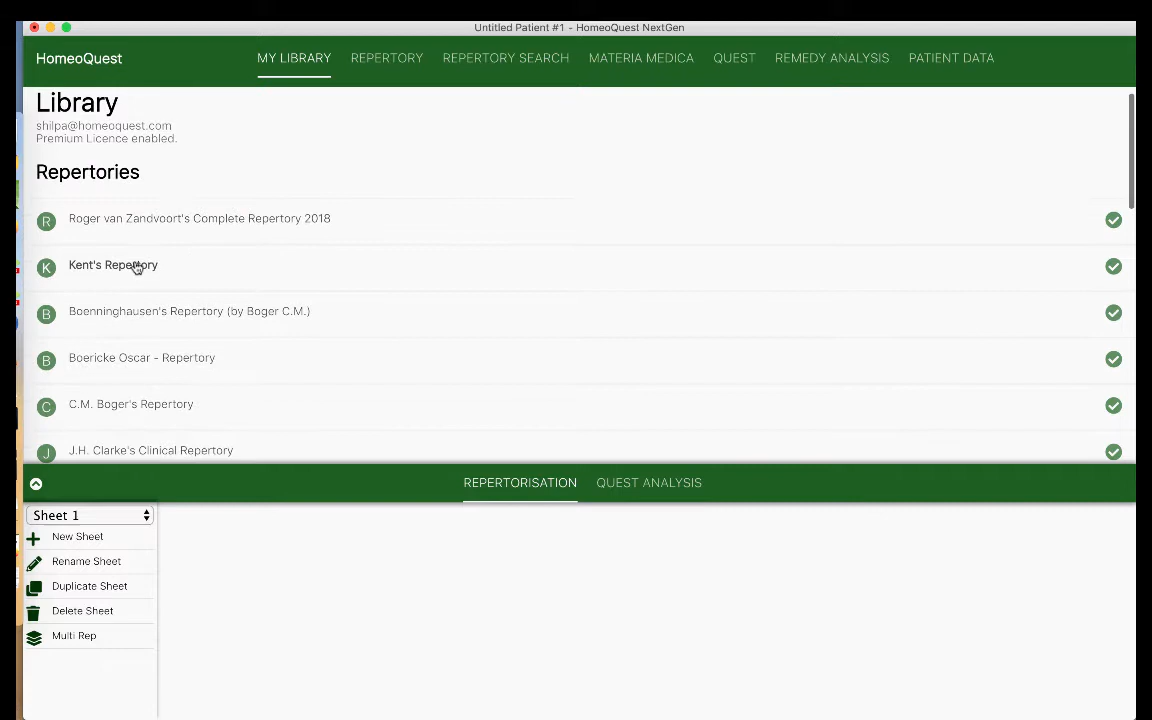 Untitled Patient #1 - HomeoQuest NextGen
HomeoQuest MY LIBRARY REPERTORY REPERTORY SEARCH MATERIA MEDICA QUEST REMEDY ANALYSIS PATIENT DATA
Library
shilpa@homeoquest.com
Premium Licence enabled.
Repertories
R Roger van Zandvoort's Complete Repertory 2018
K Kent's Repertory
B Boenninghausen's Repertory (by Boger C.M.)
B Boericke Oscar - Repertory
C C.M. Boger's Repertory
J J.H. Clarke's Clinical Repertory
REPERTORISATION QUEST ANALYSIS
Sheet 1
New Sheet
Rename Sheet
Duplicate Sheet
Delete Sheet
Multi Rep